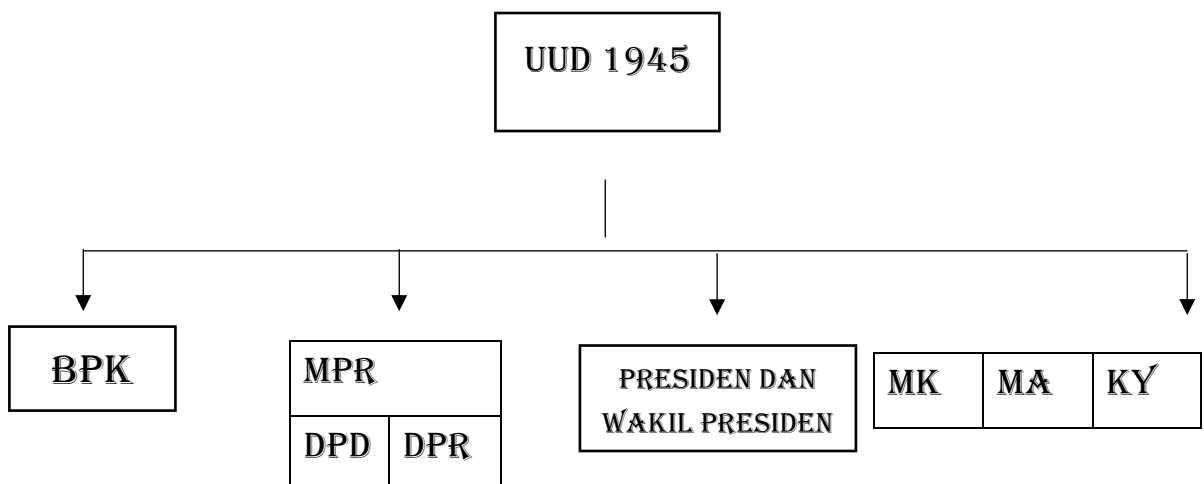 UUD 1945
BPK
MPR
DPD DPR
PRESIDEN DAN
WAKIL PRESIDEN
MK MA KY